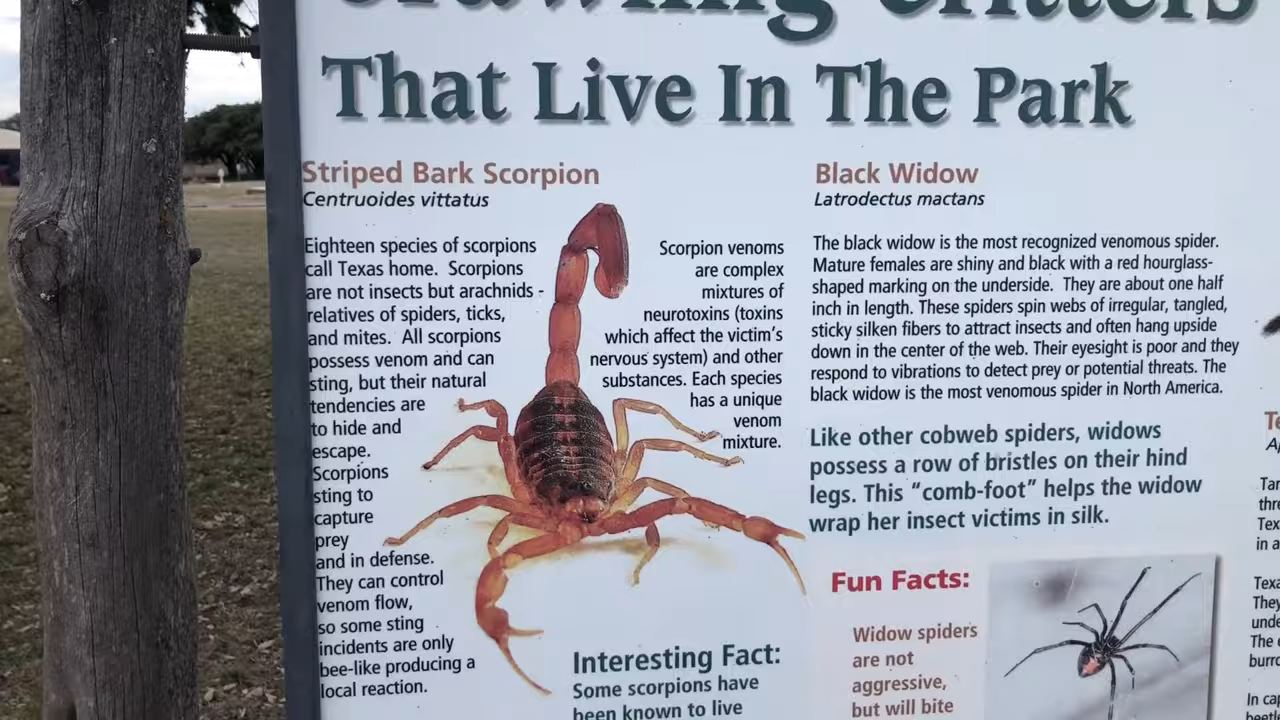 Crawling Critters
That Live In The Park
Striped Bark Scorpion
Centruoides vittatus
Eighteen species of scorpions
call Texas home. Scorpions
are not insects but arachnids -
relatives of spiders, ticks,
and mites. All scorpions
possess venom and can
sting, but their natural
tendencies are
to hide and
escape.
Scorpions
sting to
capture
prey
and in defense.
They can control
venom flow,
so some sting
incidents are only
bee-like producing a
local reaction.
Scorpion venoms
are complex
mixtures of
neurotoxins (toxins
which affect the victim's
nervous system) and other
substances. Each species
has a unique
venom
mixture.
Interesting Fact:
Some scorpions have
been known to live
Black Widow
Latrodectus mactans
The black widow is the most recognized venomous spider.
Mature females are shiny and black with a red hourglass-
shaped marking on the underside. They are about one half
inch in length. These spiders spin webs of irregular, tangled,
sticky silken fibers to attract insects and often hang upside
down in the center of the web. Their eyesight is poor and they
respond to vibrations to detect prey or potential threats. The
black widow is the most venomous spider in North America.
Like other cobweb spiders, widows
possess a row of bristles on their hind
legs. This "comb-foot" helps the widow
wrap her insect victims in silk.
Fun Facts:
Widow spiders
are not
aggressive,
but will bite